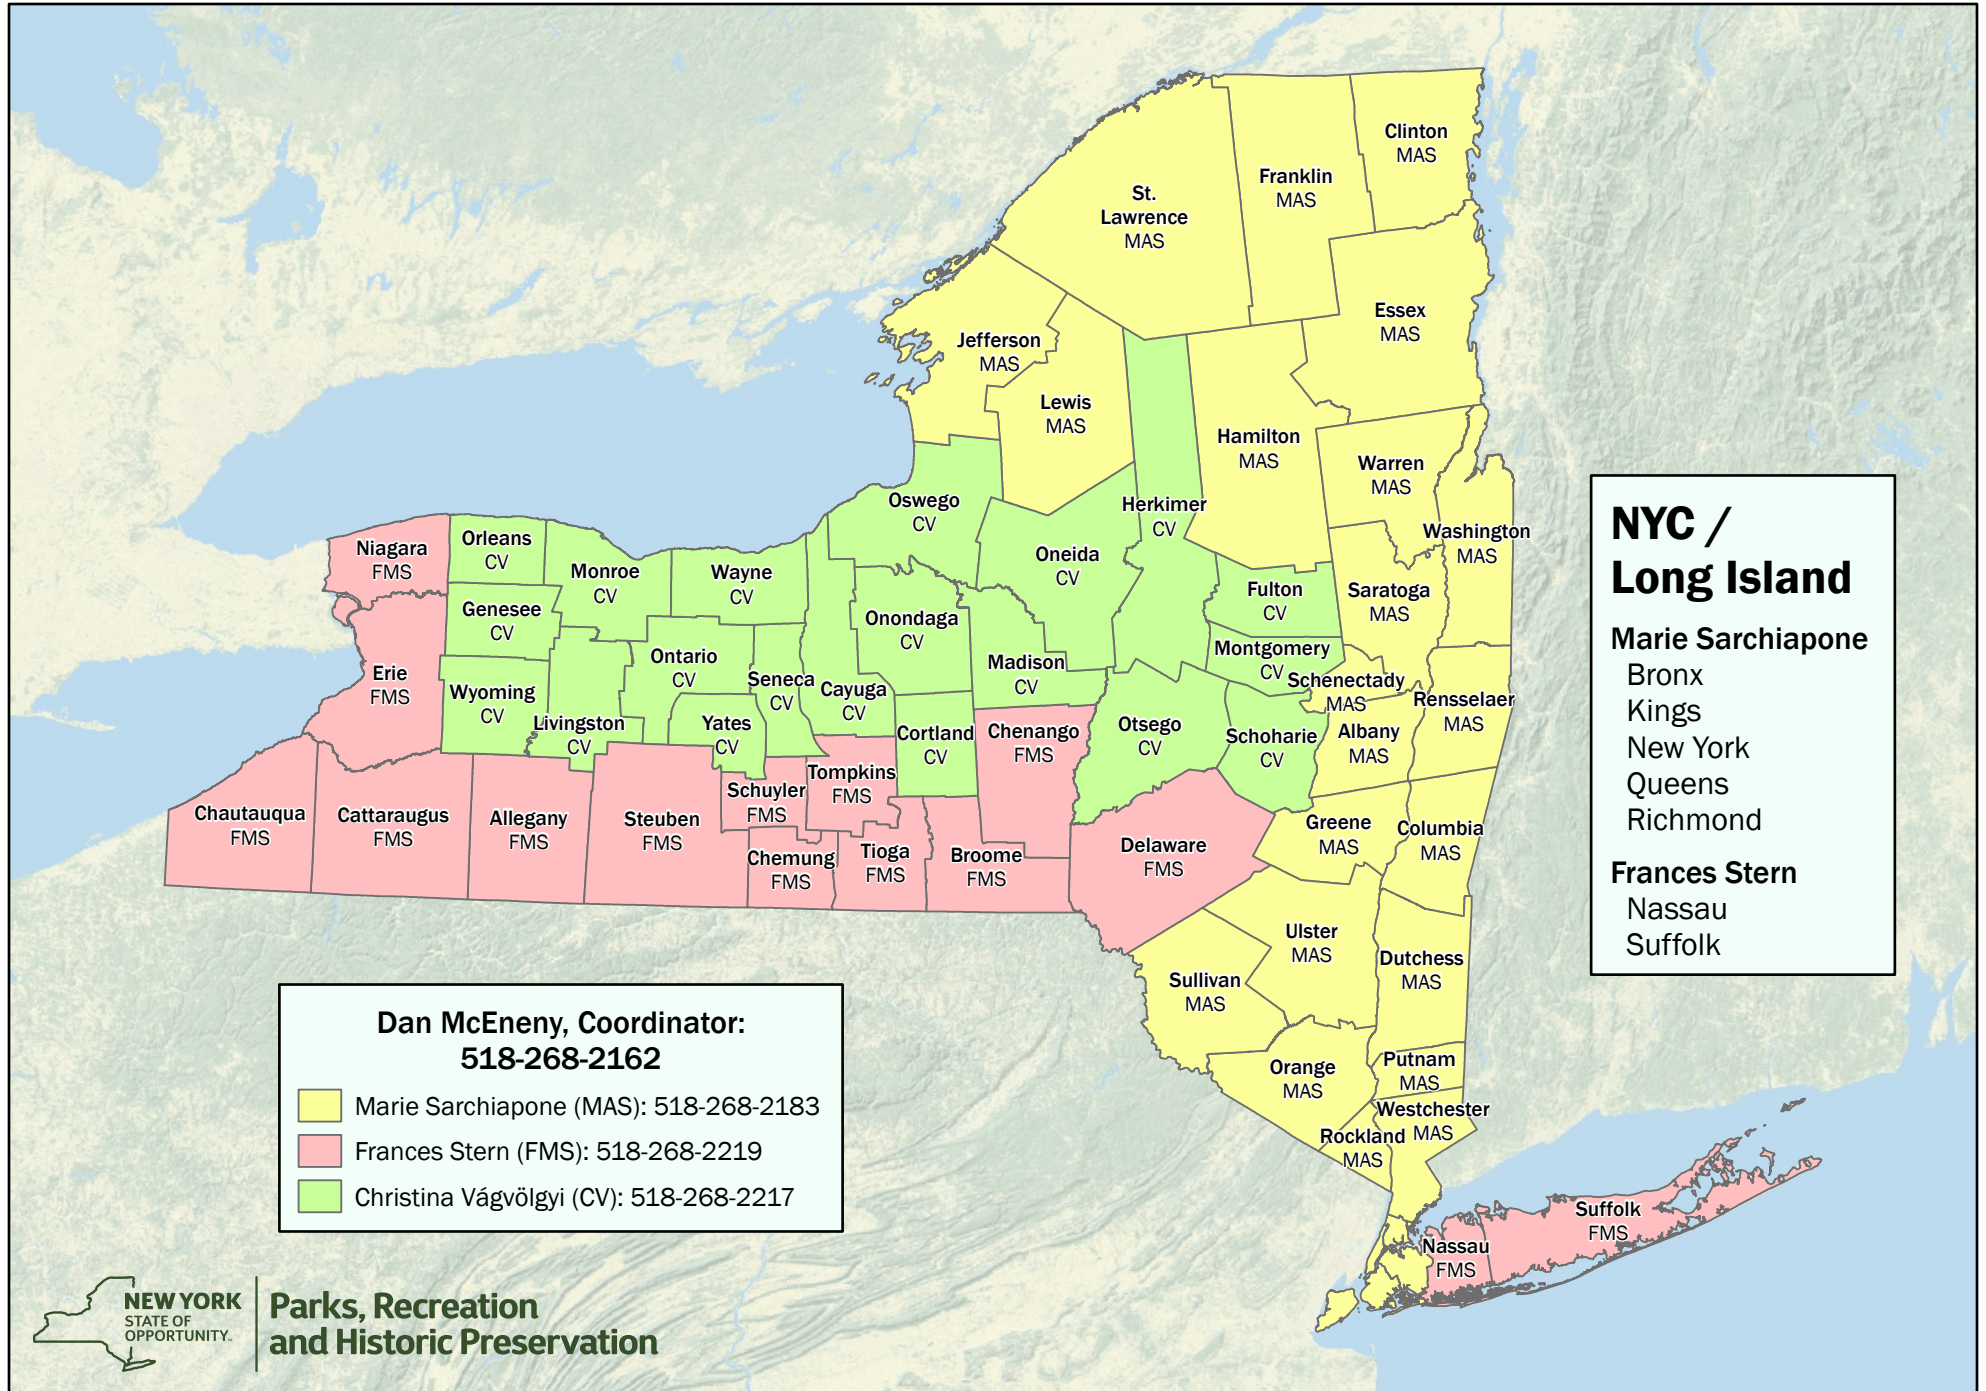 Clinton
MAS
Franklin
MAS
St.
Lawrence
MAS
Essex
MAS
Jefferson
MAS
Lewis
MAS
Hamilton
MAS
Warren
MAS
Oswego
CV
Herkimer
CV
Washington
MAS
Niagara
FMS
Orleans
CV
Monroe
CV
Wayne
CV
Oneida
CV
Fulton
CV
Saratoga
MAS
Genesee
CV
Onondaga
CV
Erie
FMS
Wyoming
CV
Livingston
CV
Ontario
CV
Yates
CV
Seneca
CV
Cayuga
CV
Madison
CV
Montgomery
CV
Schenectady
MAS
Rensselaer
MAS
Cortland
CV
Chenango
FMS
Otsego
CV
Schoharie
CV
Albany
MAS
Chautauqua
FMS
Cattaraugus
FMS
Allegany
FMS
Steuben
FMS
Schuyler
FMS
Tompkins
FMS
Chemung
FMS
Tioga
FMS
Broome
FMS
Delaware
FMS
Greene
MAS
Columbia
MAS
Ulster
MAS
Dutchess
MAS
Sullivan
MAS
Orange
MAS
Putnam
MAS
Westchester
MAS
Rockland
MAS
Suffolk
FMS
Nassau
FMS
NYC /
Long Island
Marie Sarchiapone
Bronx
Kings
New York
Queens
Richmond
Frances Stern
Nassau
Suffolk
Dan McEneny, Coordinator:
518-268-2162
Marie Sarchiapone (MAS): 518-268-2183
Frances Stern (FMS): 518-268-2219
Christina Vágvölgyi (CV): 518-268-2217
NEW YORK
STATE OF
OPPORTUNITY™
Parks, Recreation
and Historic Preservation